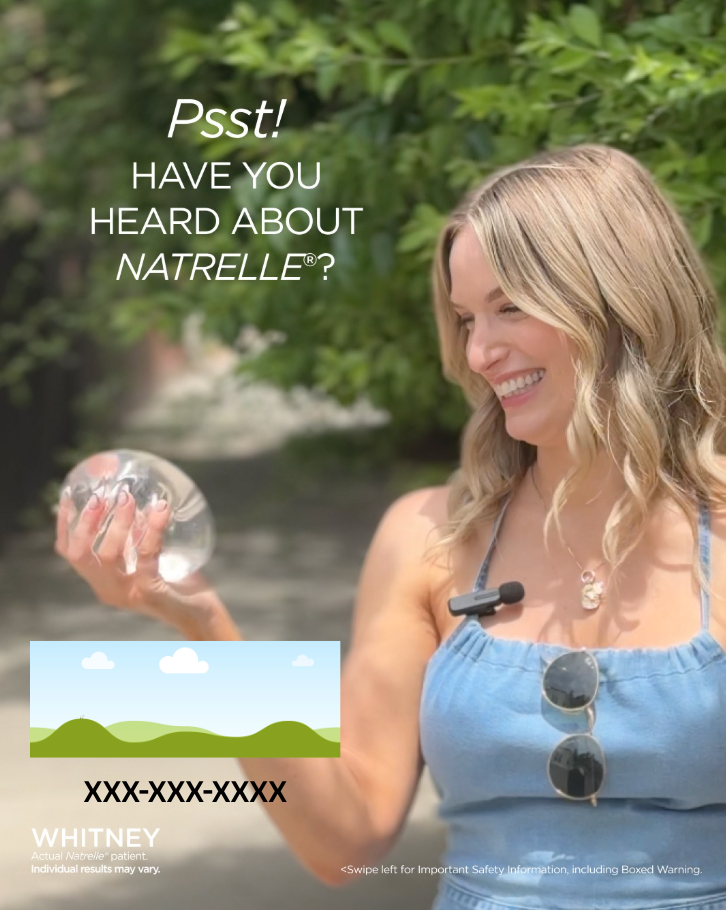 Psst!
HAVE YOU
HEARD ABOUT
NATRELLE®?
XXX-XXX-XXXX
WHITNEY
Actual Natrelle® patient.
Individual results may vary.
<Swipe left for Important Safety Information, including Boxed Warning.